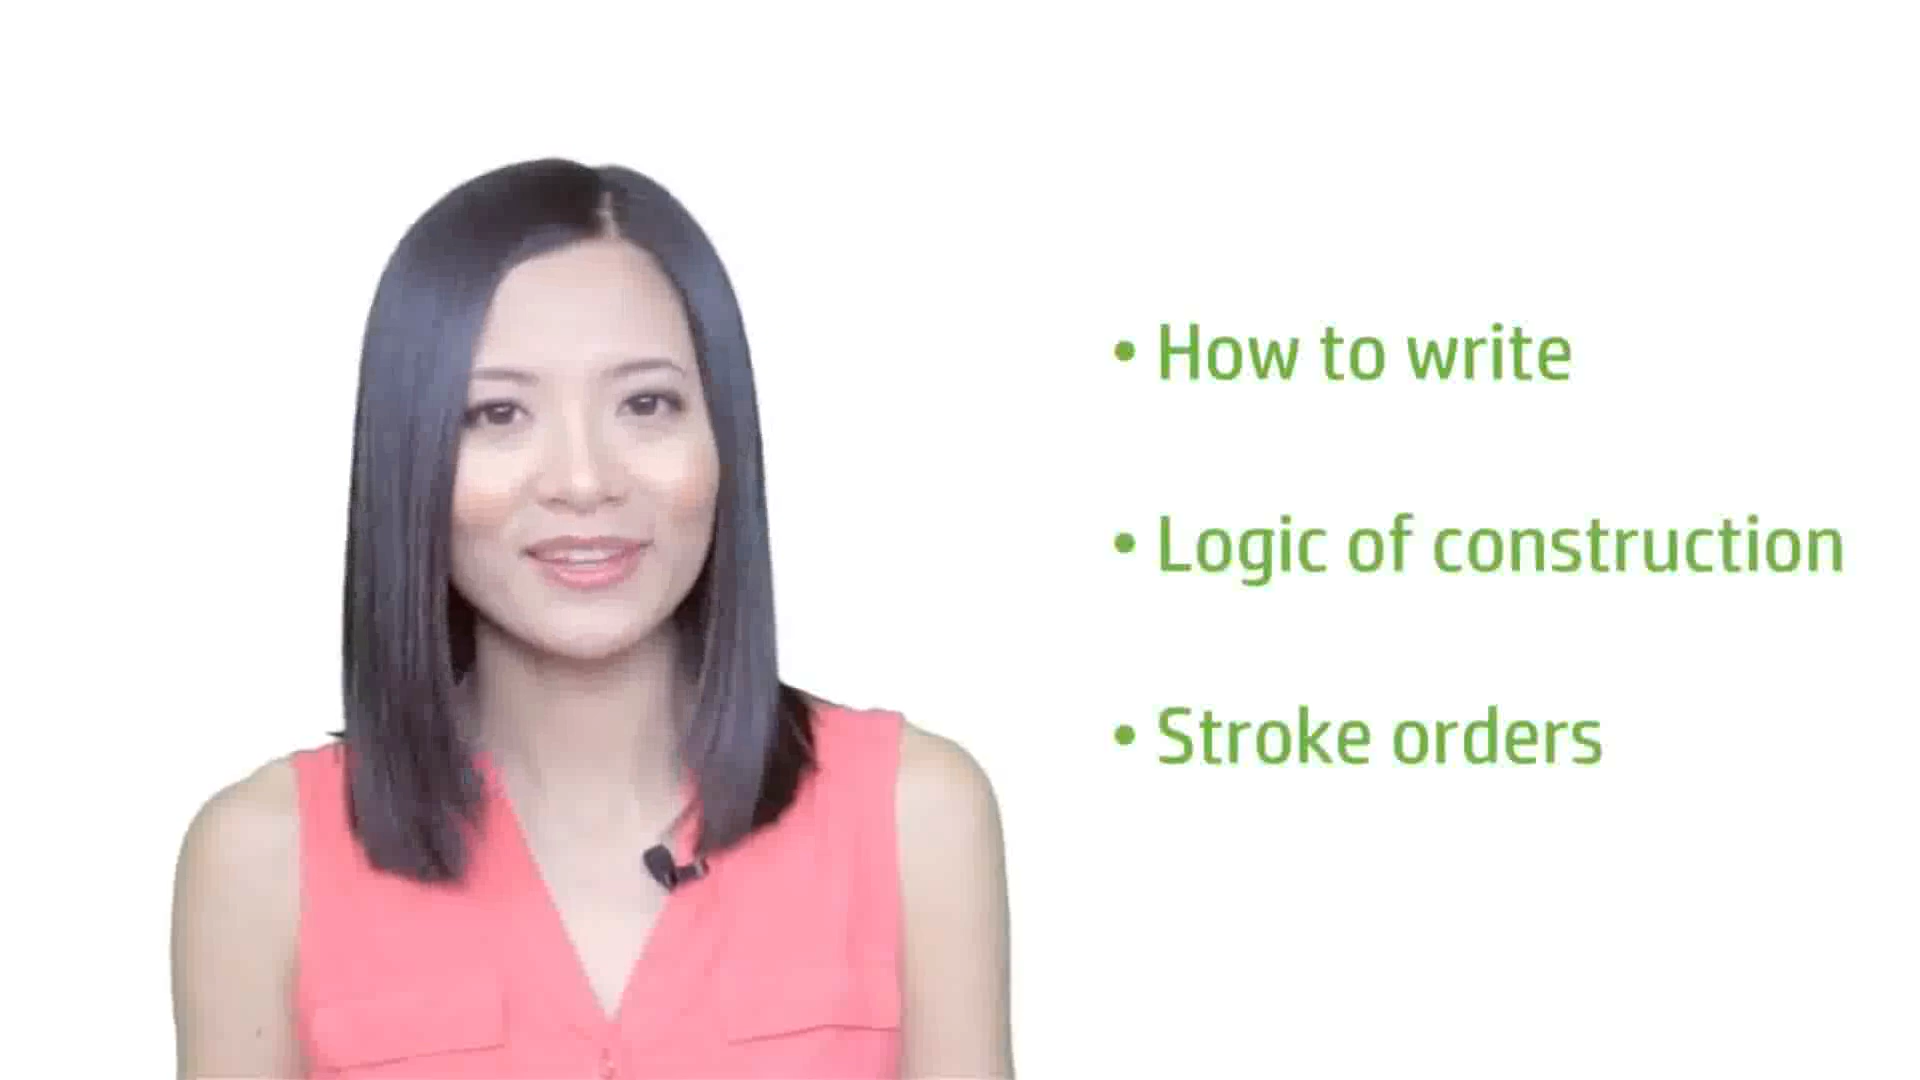 • How to write
• Logic of construction
• Stroke orders